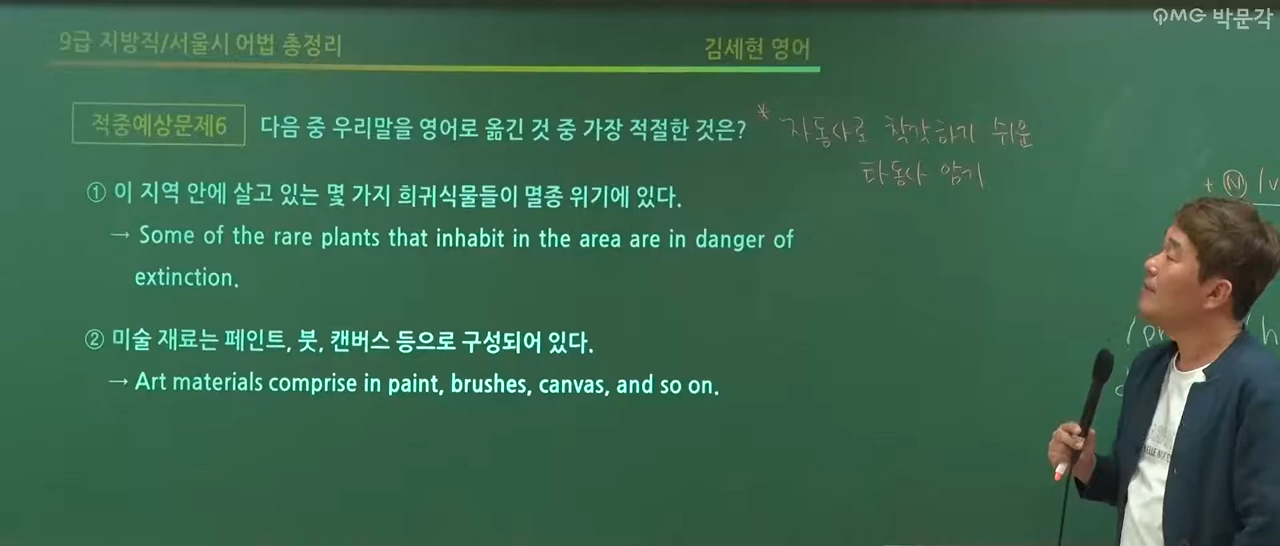 QMG 박문각
9급 지방직/서울시 어법 총정리
김세현 영어
적중예상문제6 다음 중 우리말을 영어로 옮긴 것 중 가장 적절한 것은?
* 자동사로 착각하기 쉬운
타동사 암기
① 이 지역 안에 살고 있는 몇 가지 희귀식물들이 멸종 위기에 있다.
→ Some of the rare plants that inhabit in the area are in danger of
extinction.
② 미술 재료는 페인트, 붓, 캔버스 등으로 구성되어 있다.
→ Art materials comprise in paint, brushes, canvas, and so on.
+ Ⓝ